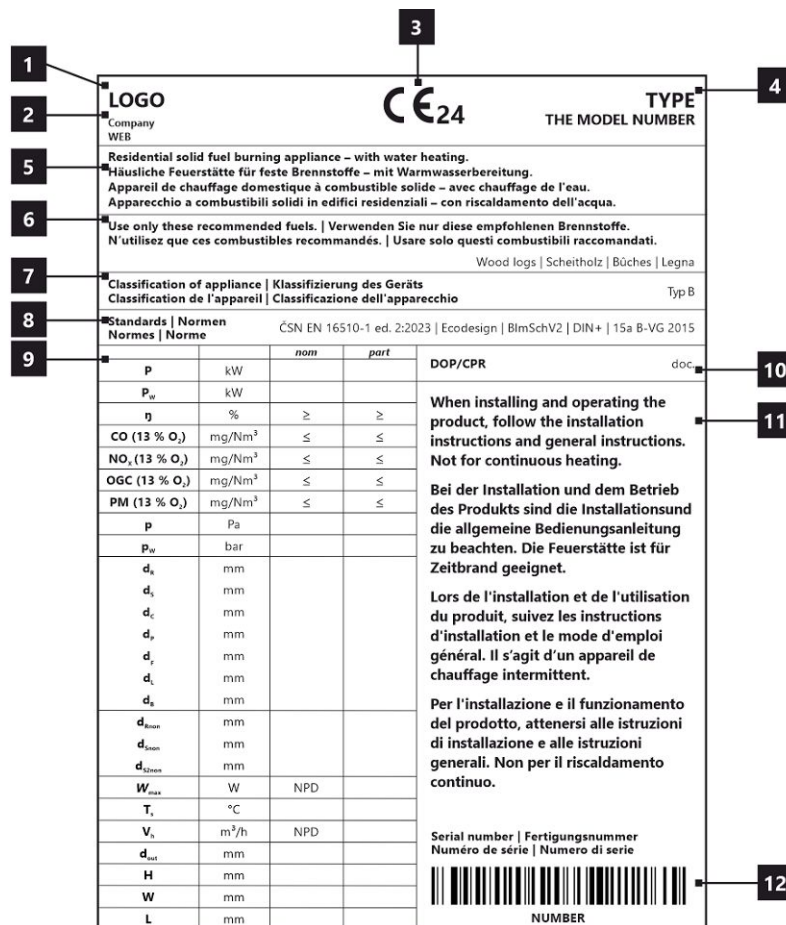 3
1
4
LOGO
CE24
TYPE
2
Company
THE MODEL NUMBER
WEB
5
Residential solid fuel burning appliance – with water heating.
Häusliche Feuerstätte für feste Brennstoffe – mit Warmwasserbereitung.
Appareil de chauffage domestique à combustible solide – avec chauffage de l'eau.
Apparecchio a combustibili solidi in edifici residenziali – con riscaldamento dell'acqua.
6
Use only these recommended fuels. | Verwenden Sie nur diese empfohlenen Brennstoffe.
N'utilisez que ces combustibles recommandés. | Usare solo questi combustibili raccomandati.
Wood logs | Scheitholz | Bûches | Legna
7
Classification of appliance | Klassifizierung des Geräts
Classification de l'appareil | Classificazione dell'apparecchio
Typ B
8
Standards | Normen
Normes | Norme
ČSN EN 16510-1 ed. 2:2023 | Ecodesign | BImSchV2 | DIN+ | 15a B-VG 2015
9
nom part
P kW
Pw kW
η % ≥ ≥
CO (13 % O₂) mg/Nm³ ≤ ≤
NOₓ (13 % O₂) mg/Nm³ ≤ ≤
OGC (13 % O₂) mg/Nm³ ≤ ≤
PM (13 % O₂) mg/Nm³ ≤ ≤
p Pa
pw bar
dR mm
dS mm
dC mm
dP mm
dF mm
dL mm
dB mm
dRnon mm
dSnon mm
dS2non mm
Wmax W NPD
Ts °C
Vh m³/h NPD
dout mm
H mm
W mm
L mm
DOP/CPR doc.
10
When installing and operating the
product, follow the installation
instructions and general instructions.
Not for continuous heating.
11
Bei der Installation und dem Betrieb
des Produkts sind die Installationsund
die allgemeine Bedienungsanleitung
zu beachten. Die Feuerstätte ist für
Zeitbrand geeignet.
Lors de l'installation et de l'utilisation
du produit, suivez les instructions
d'installation et le mode d'emploi
général. Il s'agit d'un appareil de
chauffage intermittent.
Per l'installazione e il funzionamento
del prodotto, attenersi alle istruzioni
di installazione e alle istruzioni
generali. Non per il riscaldamento
continuo.
Serial number | Fertigungsnummer
Numéro de série | Numero di serie
12
NUMBER